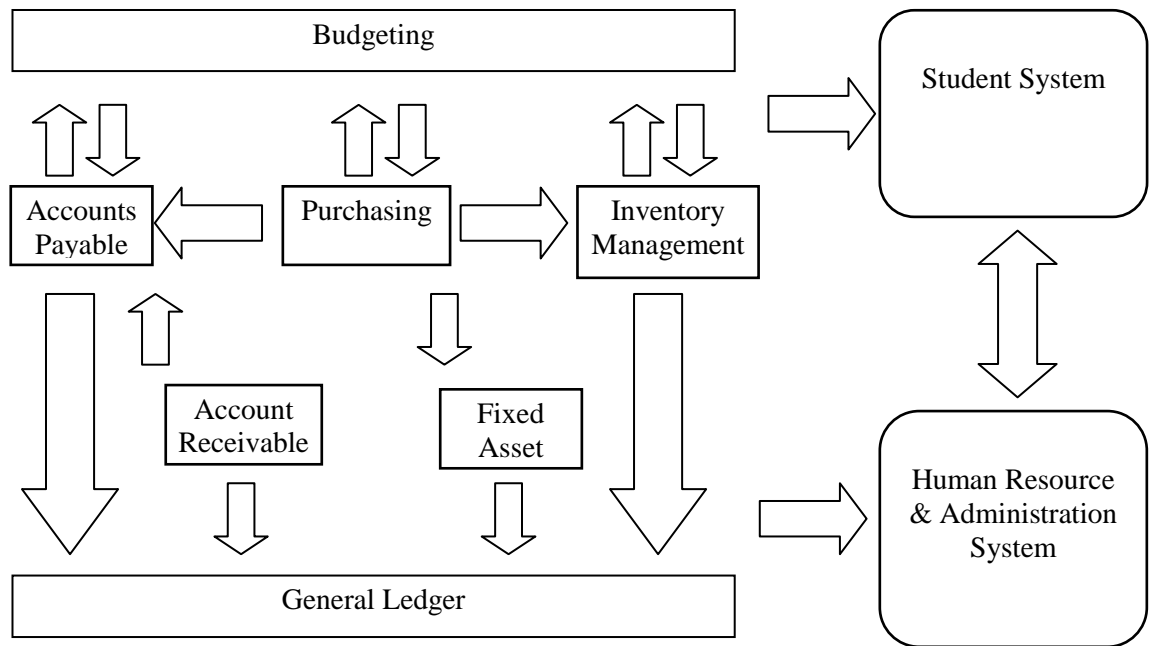 Budgeting
Student System
Accounts
Payable
Purchasing
Inventory
Management
Account
Receivable
Fixed
Asset
Human Resource
& Administration
System
General Ledger